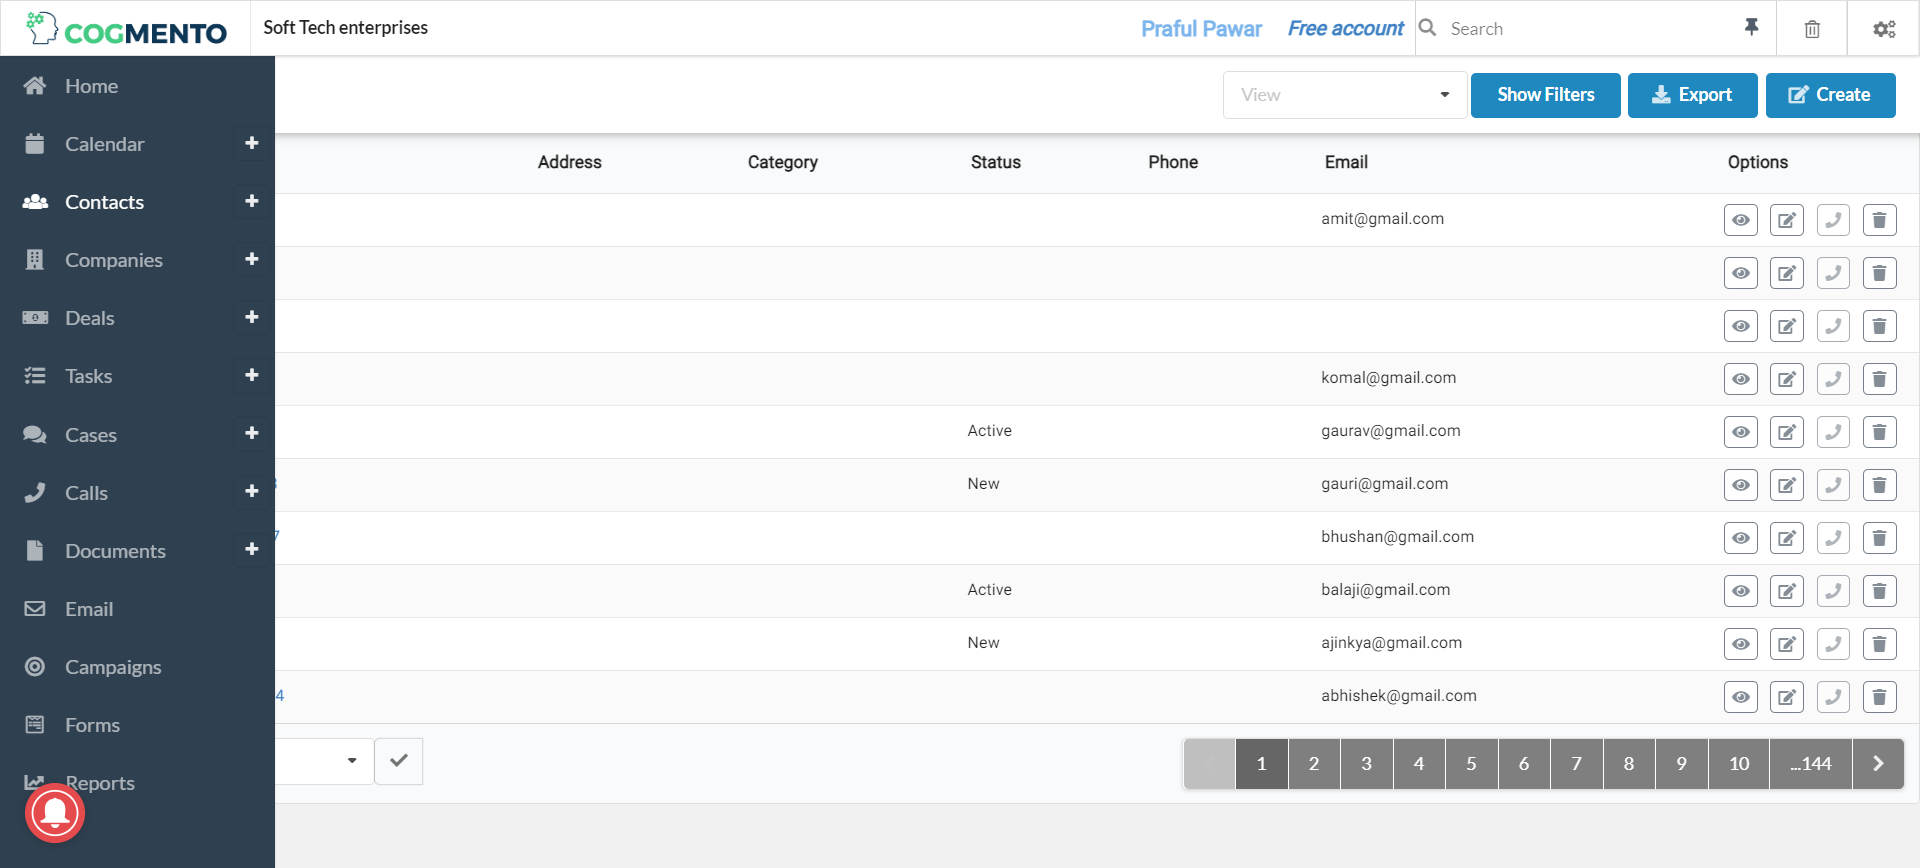 COGMENTO
Soft Tech enterprises
Praful Pawar
Free account
Search
Home
Calendar
Contacts
Companies
Deals
Tasks
Cases
Calls
Documents
Email
Campaigns
Forms
Reports
View
Show Filters
Export
Create
Address Category Status Phone Email Options
amit@gmail.com
komal@gmail.com
Active gaurav@gmail.com
New gauri@gmail.com
7 bhushan@gmail.com
Active balaji@gmail.com
New ajinkya@gmail.com
4 abhishek@gmail.com
1 2 3 4 5 6 7 8 9 10 ...144